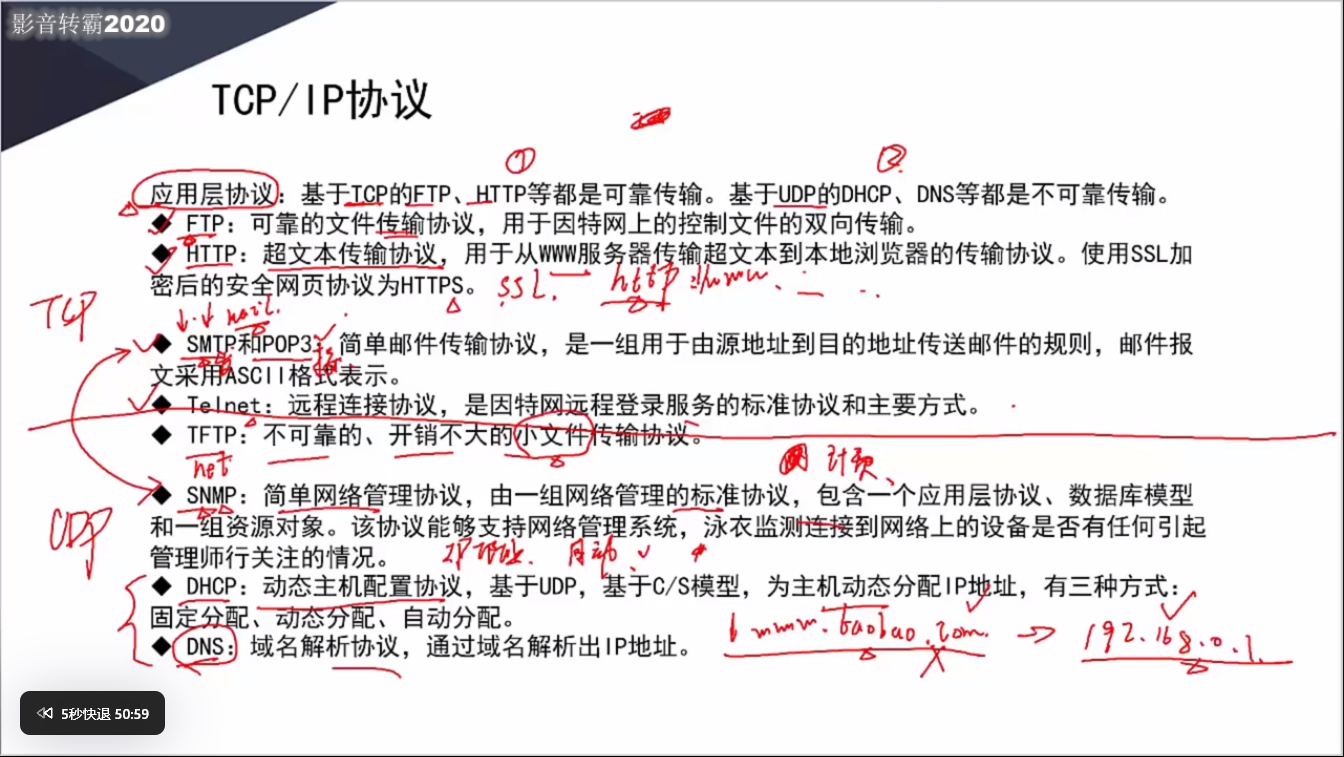 影音转霸2020
TCP/IP协议
① ②
应用层协议：基于TCP的FTP、HTTP等都是可靠传输。基于UDP的DHCP、DNS等都是不可靠传输。
◆ FTP：可靠的文件传输协议，用于因特网上的控制文件的双向传输。
◆ HTTP：超文本传输协议，用于从WWW服务器传输超文本到本地浏览器的传输协议。使用SSL加
密后的安全网页协议为HTTPS。
SSL. http://www.
TCP
mail.
◆ SMTP和POP3：简单邮件传输协议，是一组用于由源地址到目的地址传送邮件的规则，邮件报
文采用ASCII格式表示。
◆ Telnet：远程连接协议，是因特网远程登录服务的标准协议和主要方式。
◆ TFTP：不可靠的、开销不大的小文件传输协议。
net
◆ SNMP：简单网络管理协议，由一组网络管理的标准协议，包含一个应用层协议、数据库模型
和一组资源对象。该协议能够支持网络管理系统，泳衣监测连接到网络上的设备是否有任何引起
管理师行关注的情况。
UDP
IP地址. 自动
◆ DHCP：动态主机配置协议，基于UDP，基于C/S模型，为主机动态分配IP地址，有三种方式：
固定分配、动态分配、自动分配。
◆ DNS：域名解析协议，通过域名解析出IP地址。
www.taobao.com. → 192.168.0.1.
5秒快退 50:59